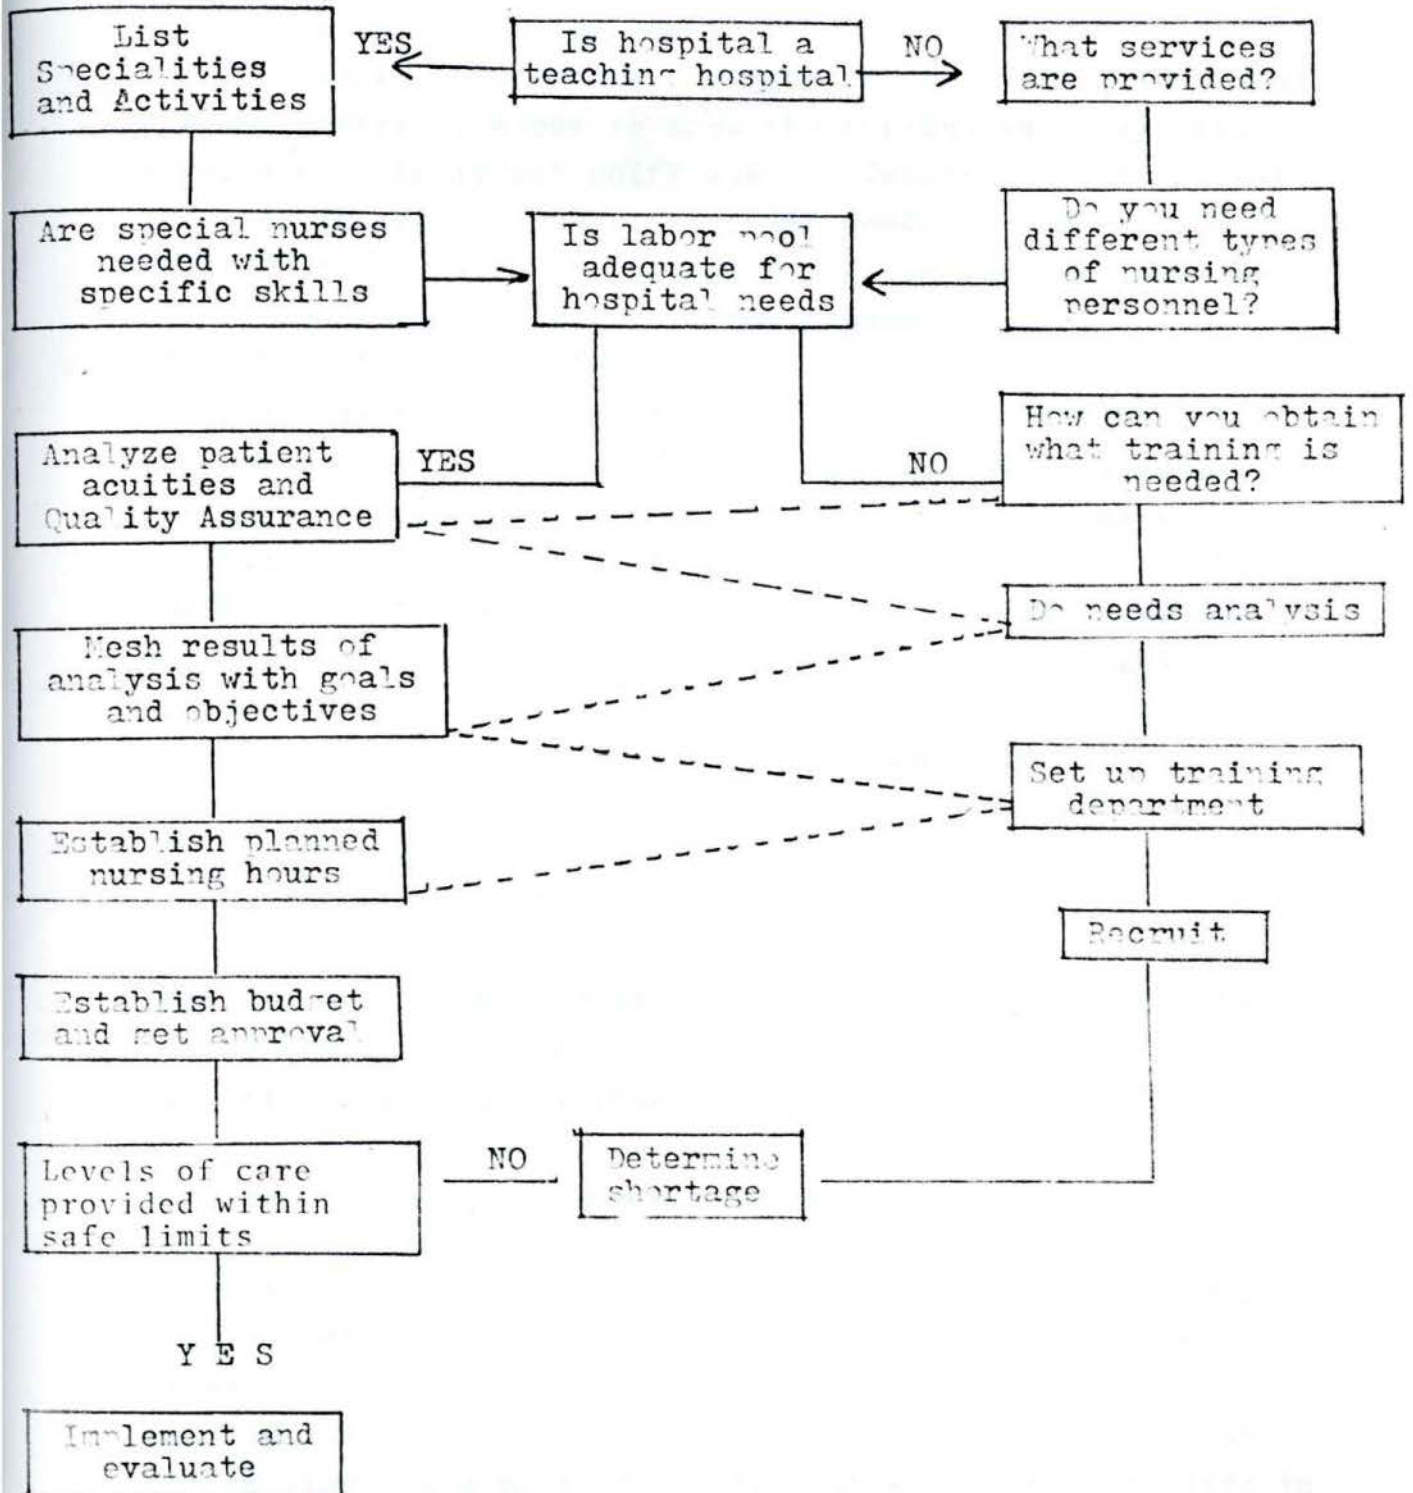 List
Specialities
and Activities
YES
Is hospital a
teaching hospital
NO
What services
are provided?
Are special nurses
needed with
specific skills
Is labor pool
adequate for
hospital needs
Do you need
different types
of nursing
personnel?
Analyze patient
acuities and
Quality Assurance
YES
NO
How can you obtain
what training is
needed?
Do needs analysis
Mesh results of
analysis with goals
and objectives
Set up training
department
Establish planned
nursing hours
Recruit
Establish budget
and get approval
Levels of care
provided within
safe limits
NO
Determine
shortage
Y E S
Implement and
evaluate